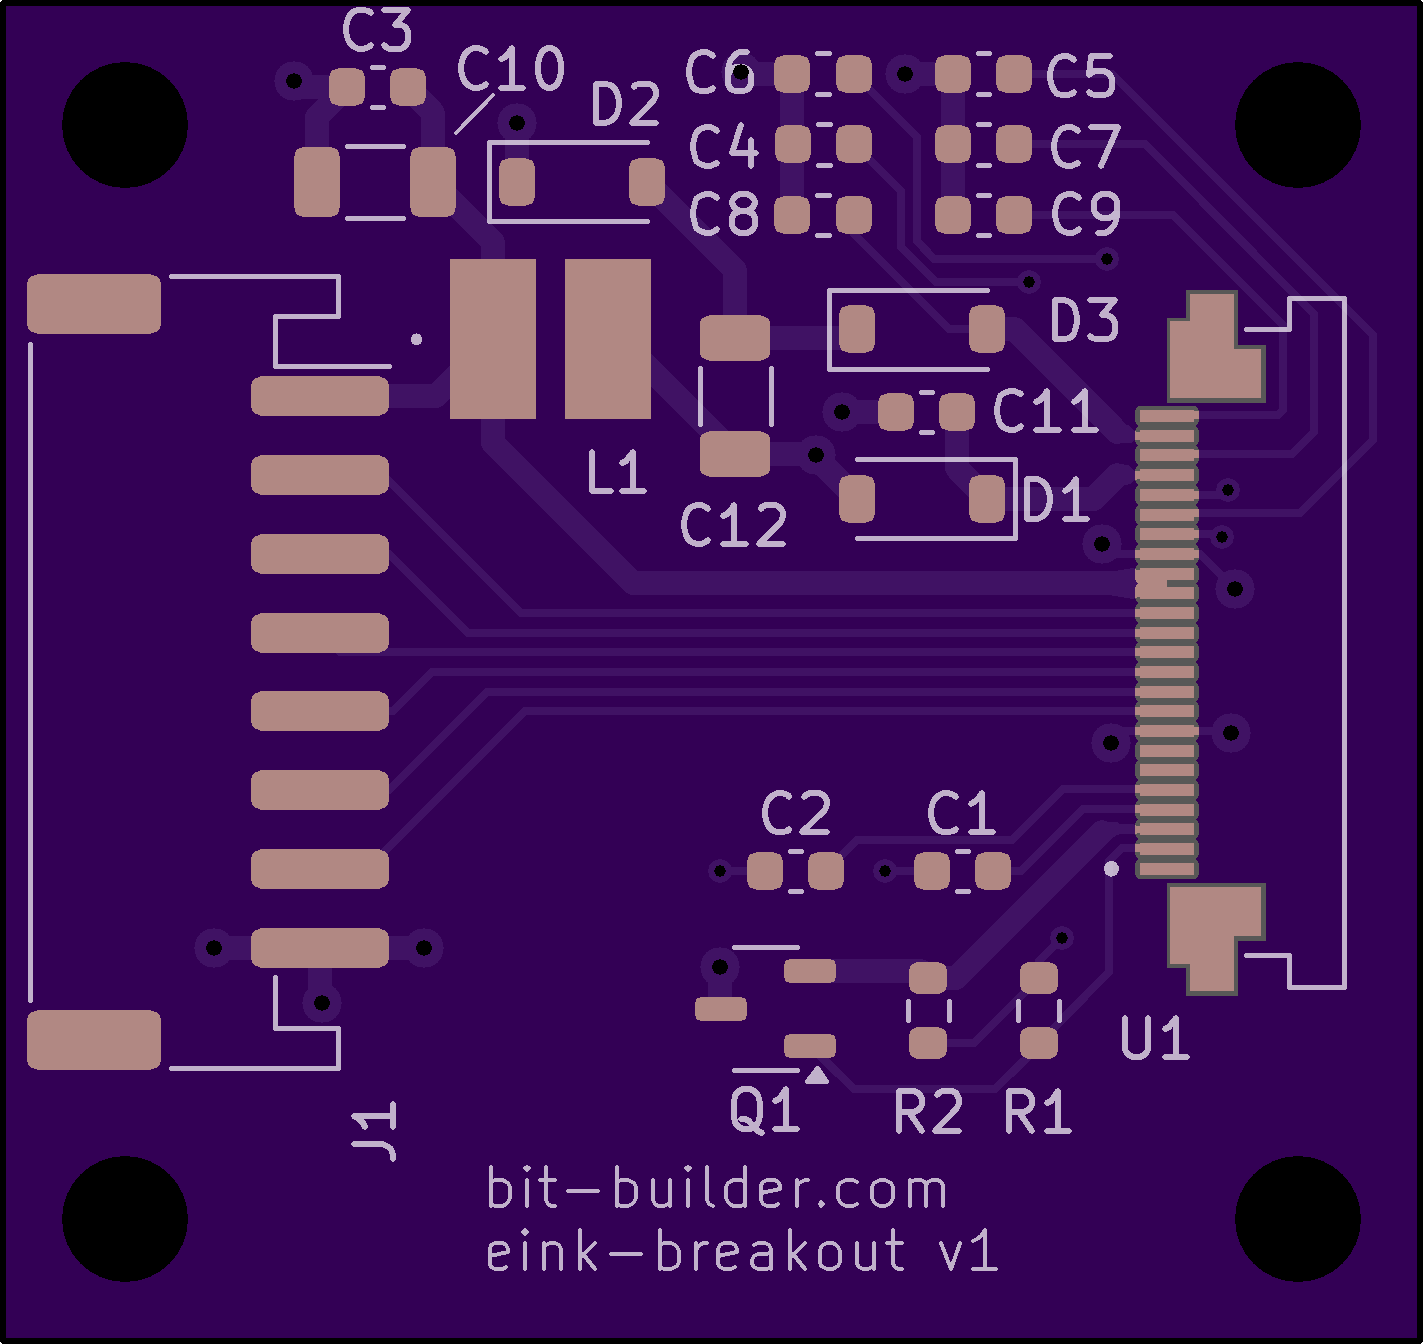 C3
C10
D2
C6
C5
C4
C7
C8
C9
D3
C11
L1
D1
C12
C2
C1
U1
Q1
R2
R1
J1
bit-builder.com
eink-breakout v1